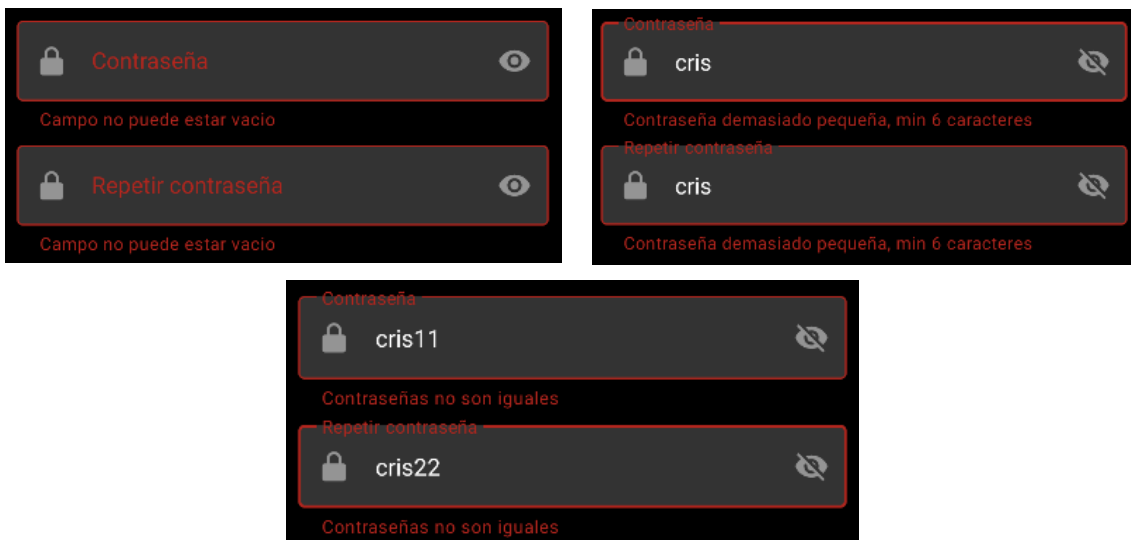 Contraseña
Campo no puede estar vacio
Repetir contraseña
Campo no puede estar vacio
Contraseña
cris
Contraseña demasiado pequeña, min 6 caracteres
Repetir contraseña
cris
Contraseña demasiado pequeña, min 6 caracteres
Contraseña
cris11
Contraseñas no son iguales
Repetir contraseña
cris22
Contraseñas no son iguales